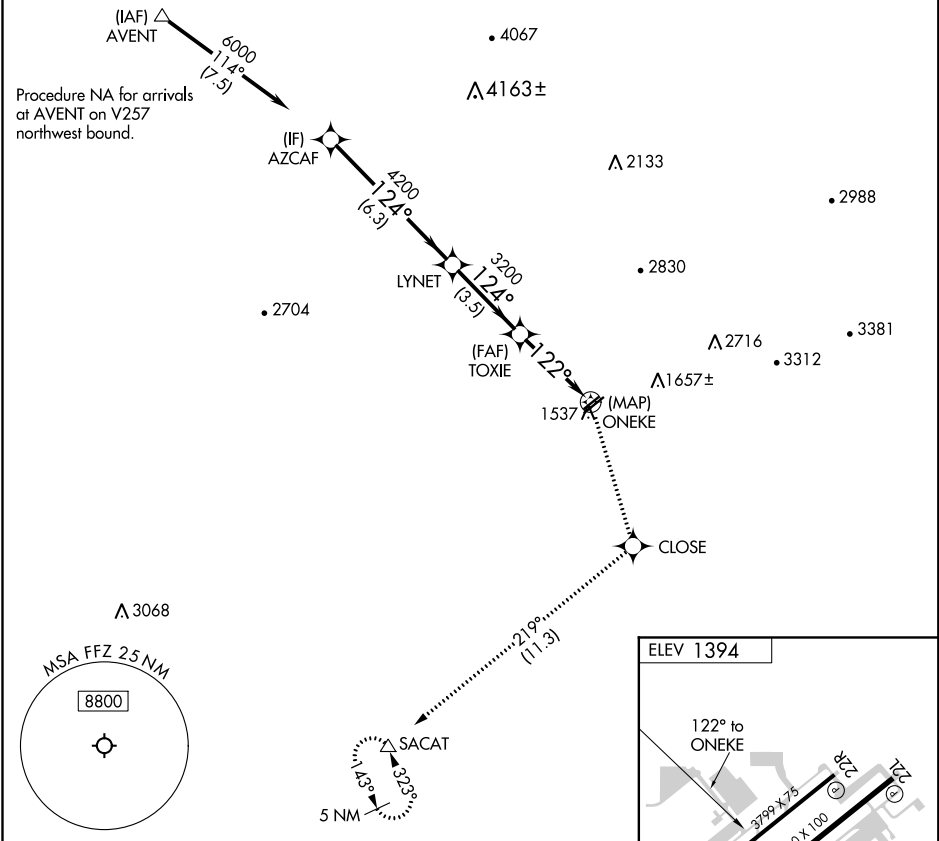 (IAF)
AVENT
6000
114°
(7.5)
4067
4163±
Procedure NA for arrivals
at AVENT on V257
northwest bound.
(IF)
AZCAF
2133
4200
124°
(6.3)
2988
LYNET
3200
124°
(3.5)
2830
2704
(FAF)
TOXIE
122°
2716
3381
3312
1657±
1537
(MAP)
ONEKE
CLOSE
219°
(11.3)
3068
MSA FFZ 25 NM
8800
SACAT
143°
323°
5 NM
ELEV 1394
122° to
ONEKE
22R
22L
P
P
3799 X 75
0 X 100